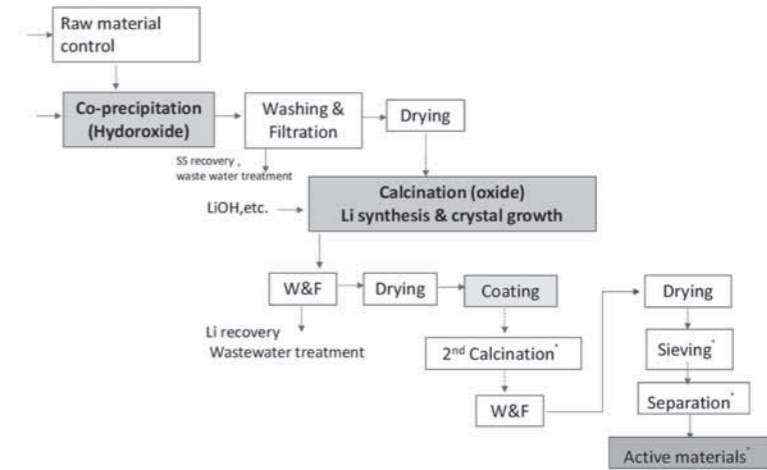 Raw material
control
Co-precipitation
(Hydoroxide)
Washing &
Filtration
Drying
SS recovery ,
waste water treatment
Calcination (oxide)
Li synthesis & crystal growth
LiOH,etc.
W&F
Drying
Coating
Drying
Li recovery
Wastewater treatment
2nd Calcination*
Sieving*
W&F
Separation*
Active materials*